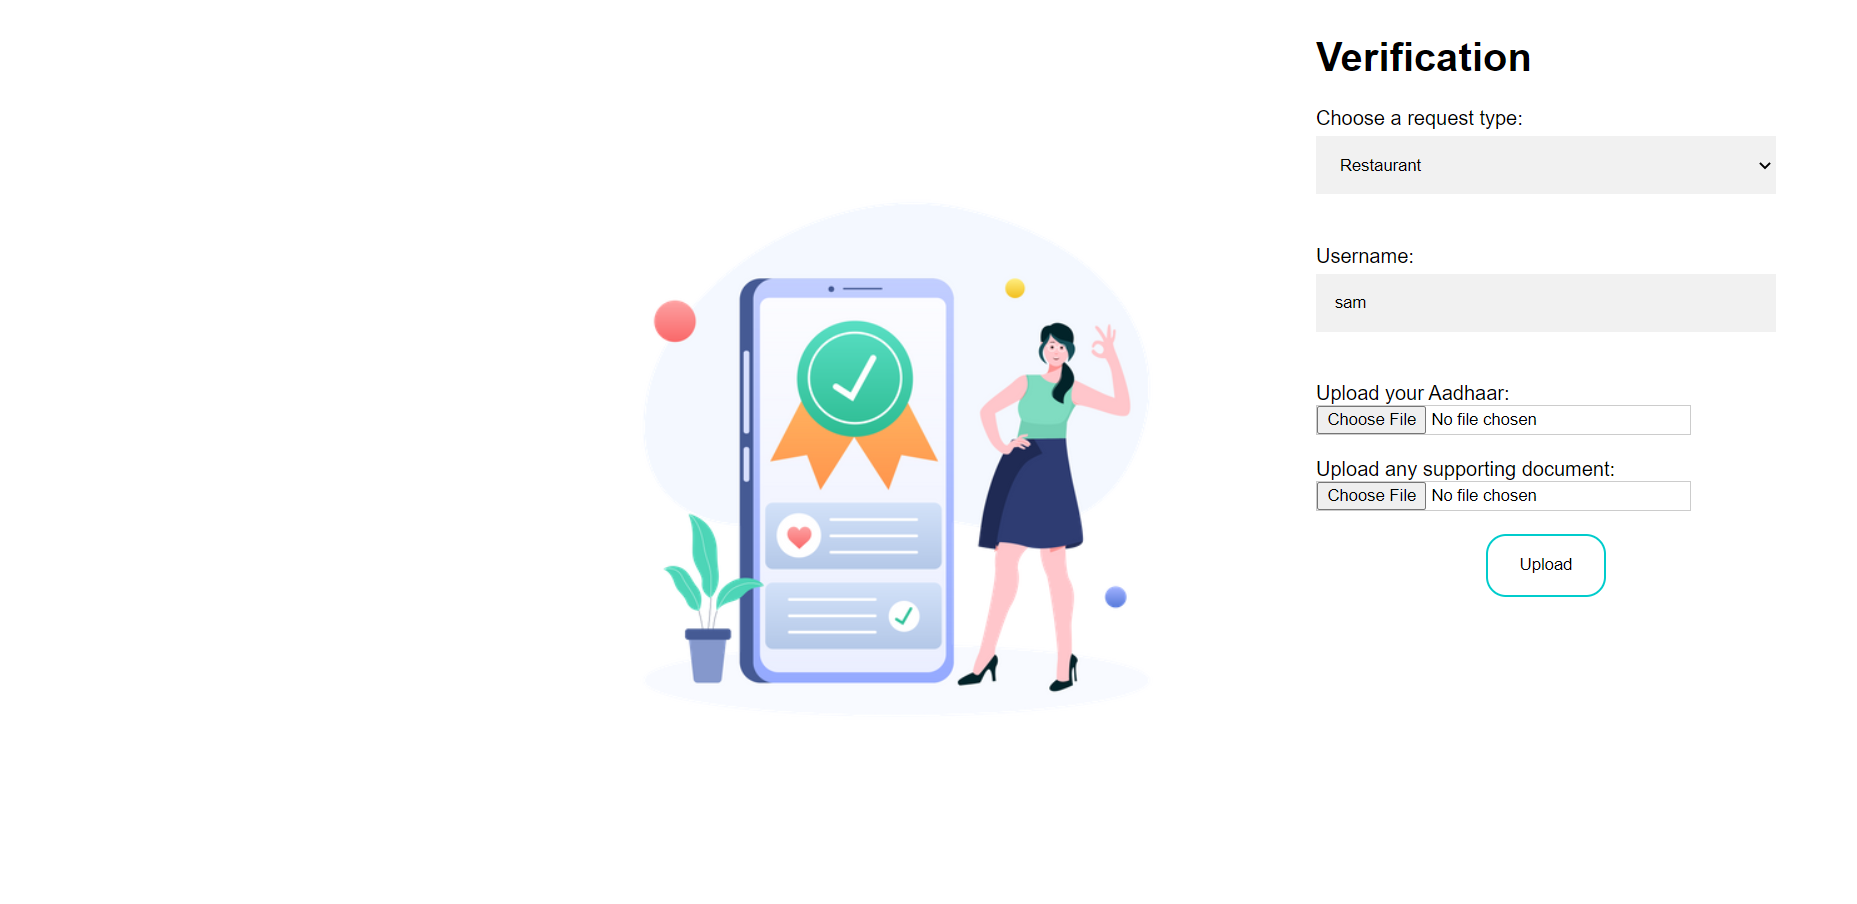 Verification
Choose a request type:
Restaurant
Username:
sam
Upload your Aadhaar:
Choose File No file chosen
Upload any supporting document:
Choose File No file chosen
Upload